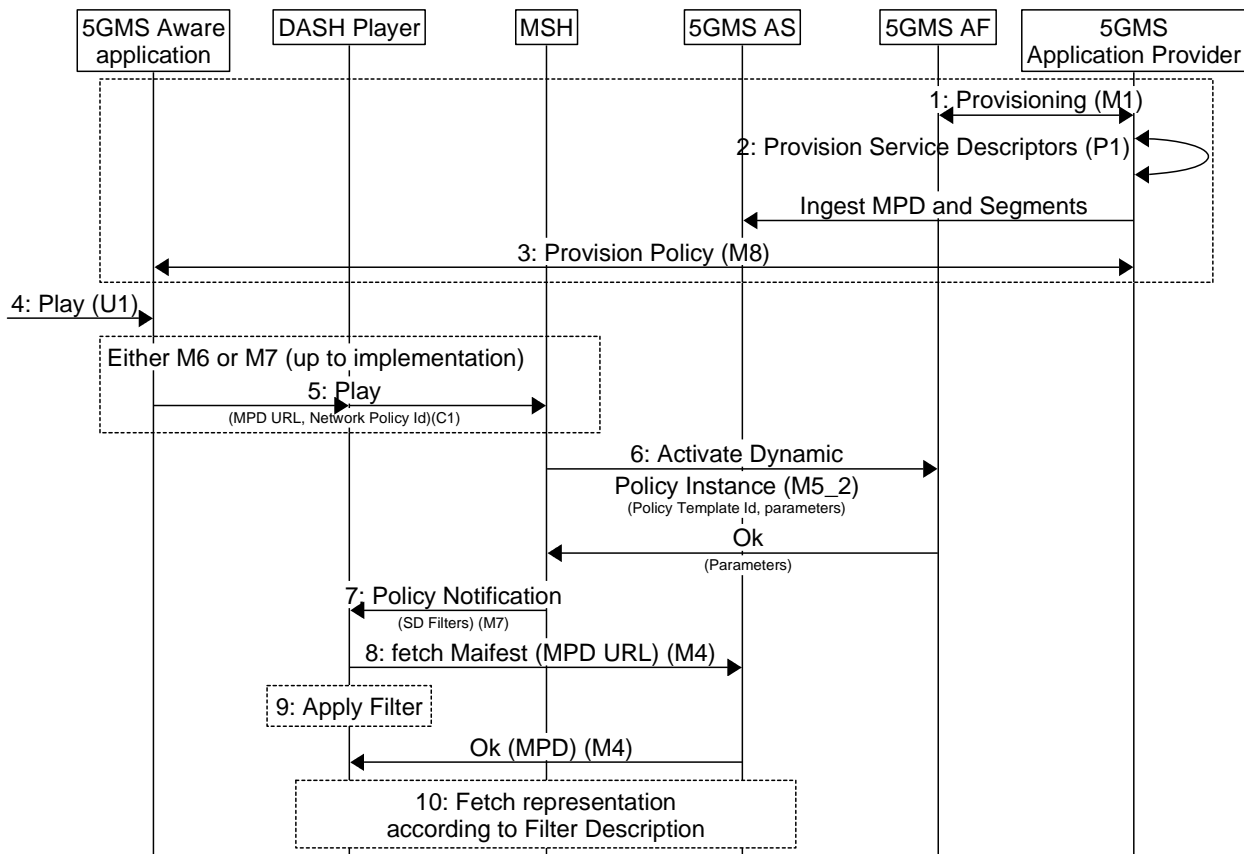 5GMS Aware
application
DASH Player
MSH
5GMS AS
5GMS AF
5GMS
Application Provider
1: Provisioning (M1)
2: Provision Service Descriptors (P1)
Ingest MPD and Segments
3: Provision Policy (M8)
4: Play (U1)
Either M6 or M7 (up to implementation)
5: Play
(MPD URL, Network Policy Id)(C1)
6: Activate Dynamic
Policy Instance (M5_2)
(Policy Template Id, parameters)
Ok
(Parameters)
7: Policy Notification
(SD Filters) (M7)
8: fetch Maifest (MPD URL) (M4)
9: Apply Filter
Ok (MPD) (M4)
10: Fetch representation
according to Filter Description